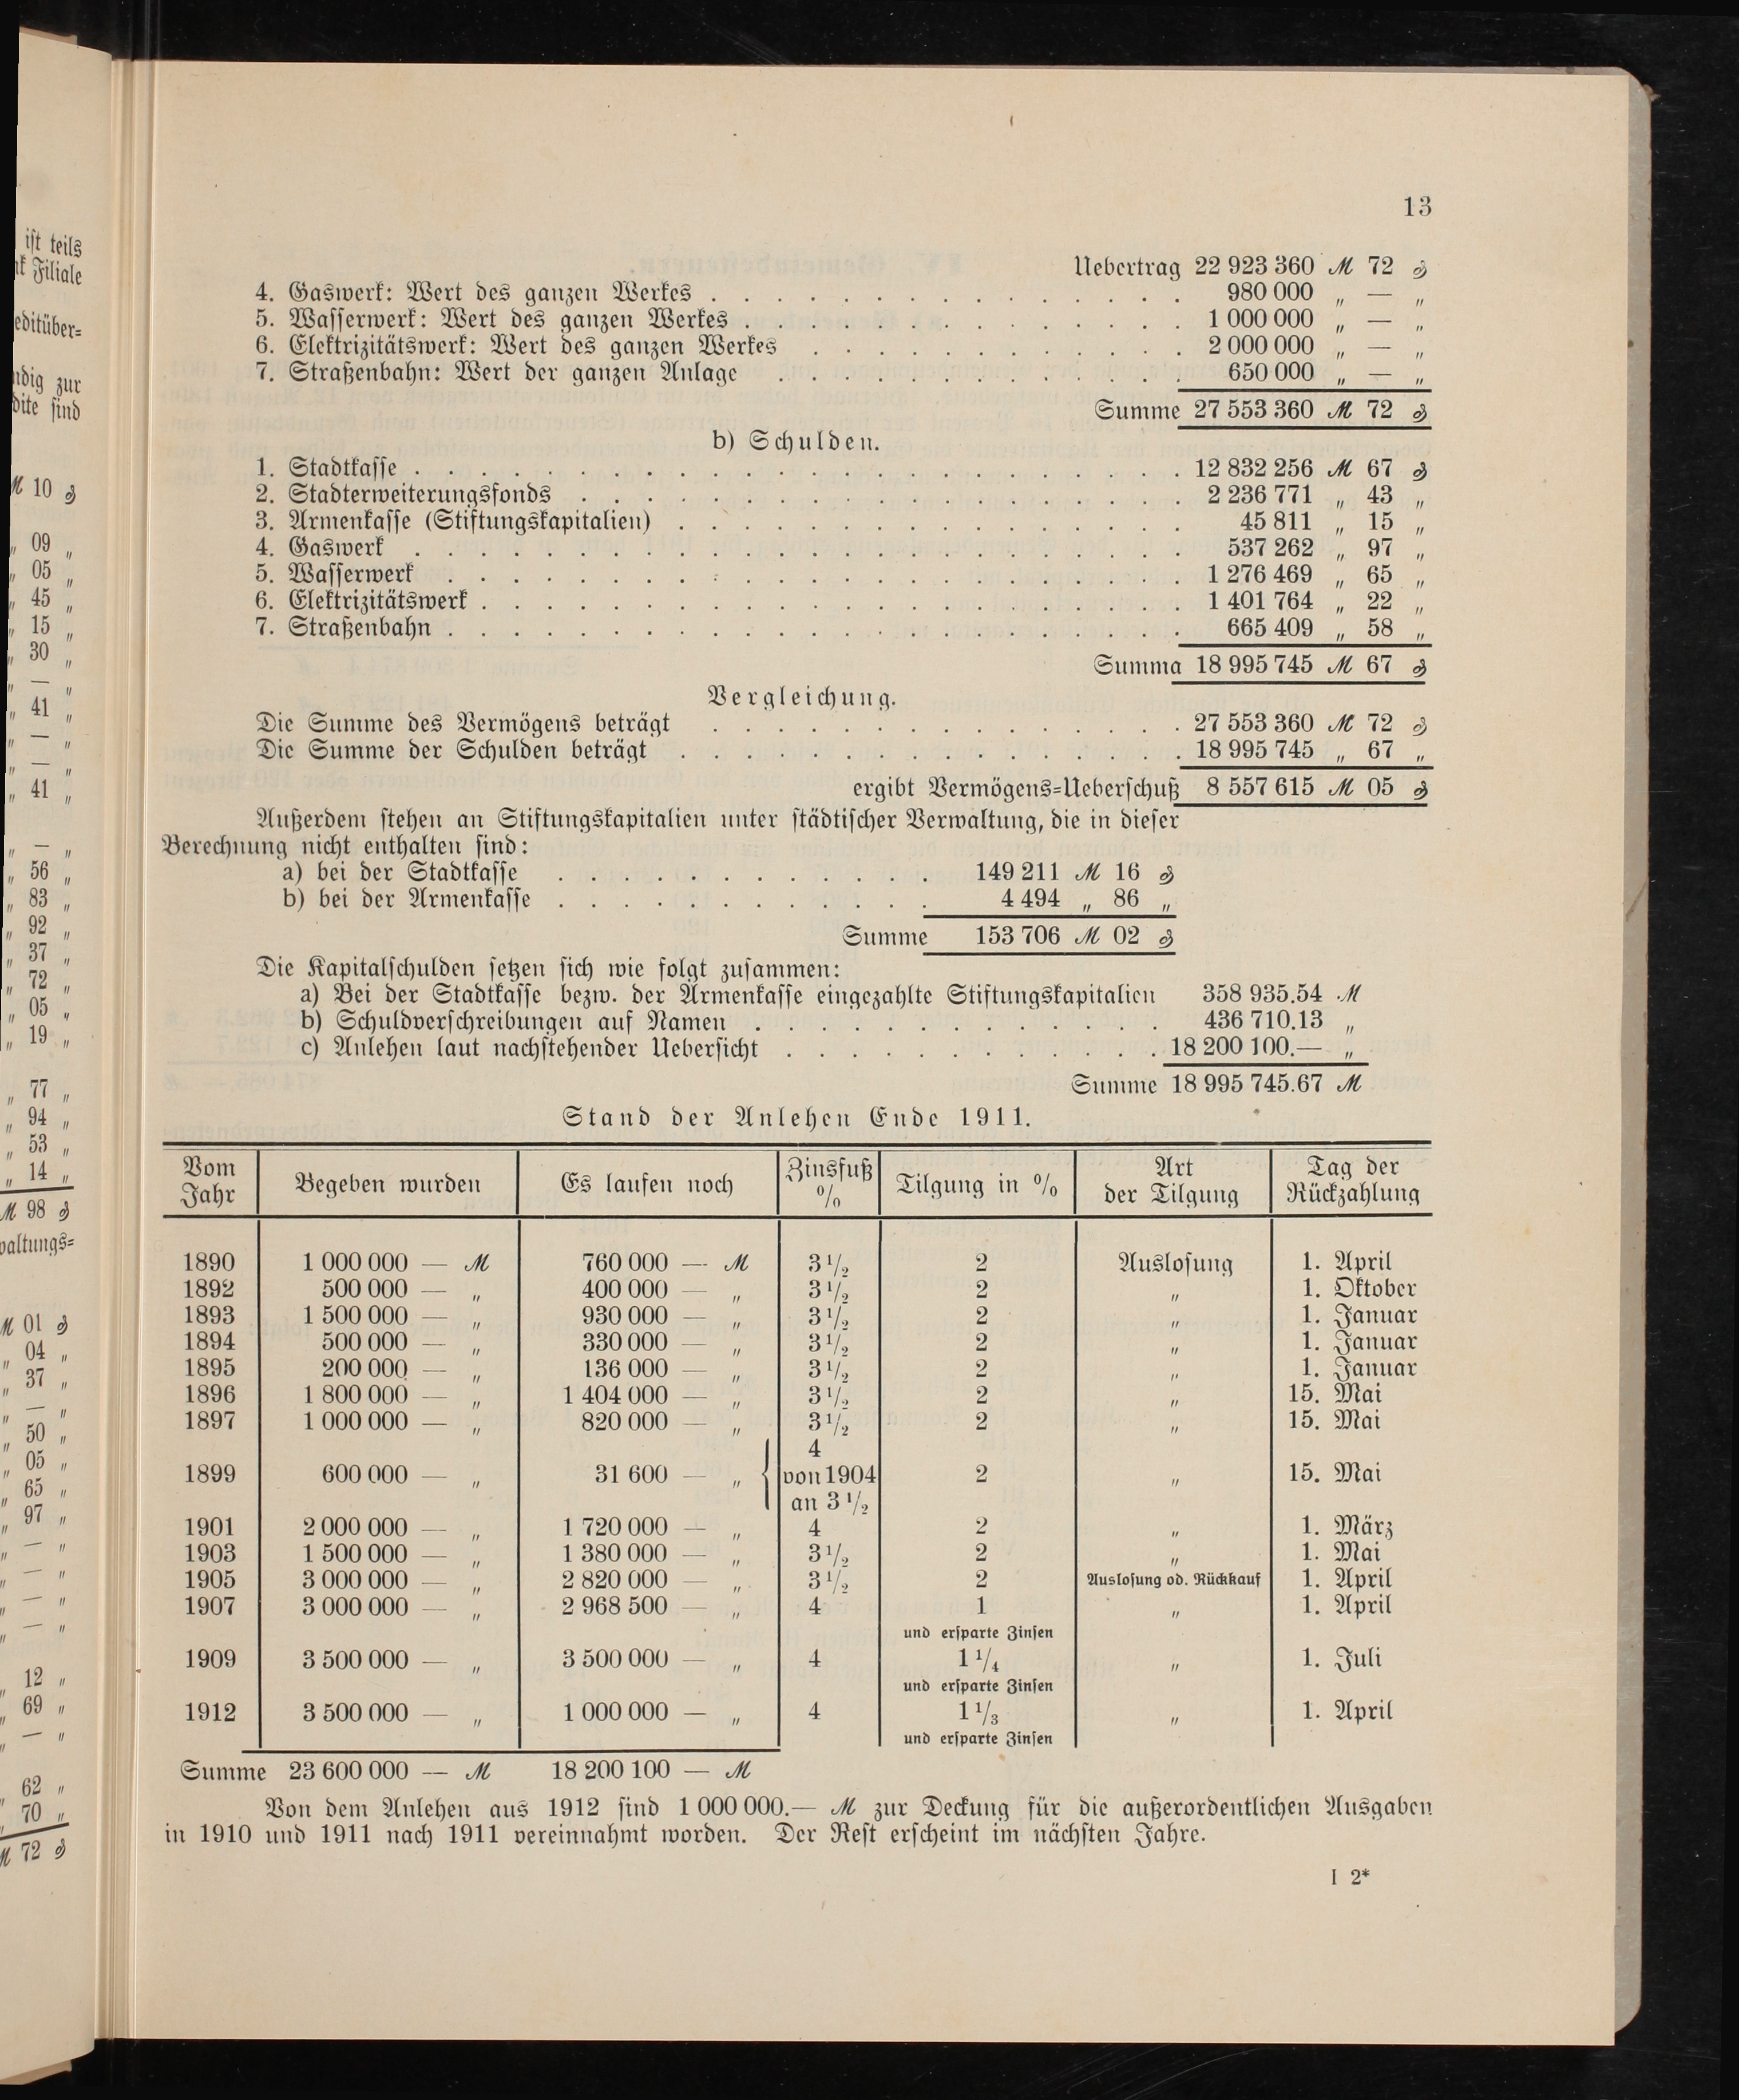 13
Uebertrag 22 923 360 ℳ 72 ₰
4. Gaswerk: Wert des ganzen Werkes . . . 980 000 „ — „
5. Wasserwerk: Wert des ganzen Werkes . . . 1 000 000 „ — „
6. Elektrizitätswerk: Wert des ganzen Werkes . . . 2 000 000 „ — „
7. Straßenbahn: Wert der ganzen Anlage . . . 650 000 „ — „
Summe 27 553 360 ℳ 72 ₰
b) Schulden.
1. Stadtkasse . . . 12 832 256 ℳ 67 ₰
2. Stadterweiterungsfonds . . . 2 236 771 „ 43 „
3. Armenkasse (Stiftungskapitalien) . . . 45 811 „ 15 „
4. Gaswerk . . . 537 262 „ 97 „
5. Wasserwerk . . . 1 276 469 „ 65 „
6. Elektrizitätswerk . . . 1 401 764 „ 22 „
7. Straßenbahn . . . 665 409 „ 58 „
Summa 18 995 745 ℳ 67 ₰
Vergleichung.
Die Summe des Vermögens beträgt . . . 27 553 360 ℳ 72 ₰
Die Summe der Schulden beträgt . . . 18 995 745 „ 67 „
ergibt Vermögens=Ueberschuß 8 557 615 ℳ 05 ₰
Außerdem stehen an Stiftungskapitalien unter städtischer Verwaltung, die in dieser
Berechnung nicht enthalten sind:
a) bei der Stadtkasse . . . 149 211 ℳ 16 ₰
b) bei der Armenkasse . . . 4 494 „ 86 „
Summe 153 706 ℳ 02 ₰
Die Kapitalschulden setzen sich wie folgt zusammen:
a) Bei der Stadtkasse bezw. der Armenkasse eingezahlte Stiftungskapitalien 358 935.54 ℳ
b) Schuldverschreibungen auf Namen . . . 436 710.13 „
c) Anlehen laut nachstehender Uebersicht . . . 18 200 100.— „
Summe 18 995 745.67 ℳ
Stand der Anlehen Ende 1911.
Vom Jahr | Begeben wurden | Es laufen noch | Zinsfuß % | Tilgung in % | Art der Tilgung | Tag der Rückzahlung
1890 1 000 000 — ℳ 760 000 — ℳ 3 1/2 2 Auslosung 1. April
1892 500 000 — „ 400 000 — „ 3 1/2 2 „ 1. Oktober
1893 1 500 000 — „ 930 000 — „ 3 1/2 2 „ 1. Januar
1894 500 000 — „ 330 000 — „ 3 1/2 2 „ 1. Januar
1895 200 000 — „ 136 000 — „ 3 1/2 2 „ 1. Januar
1896 1 800 000 — „ 1 404 000 — „ 3 1/2 2 „ 15. Mai
1897 1 000 000 — „ 820 000 — „ 3 1/2 2 „ 15. Mai
4
1899 600 000 — „ 31 600 — „ von 1904 2 „ 15. Mai
an 3 1/2
1901 2 000 000 — „ 1 720 000 — „ 4 2 „ 1. März
1903 1 500 000 — „ 1 380 000 — „ 3 1/2 2 „ 1. Mai
1905 3 000 000 — „ 2 820 000 — „ 3 1/2 2 Auslosung od. Rückkauf 1. April
1907 3 000 000 — „ 2 968 500 — „ 4 1 „ 1. April
und ersparte Zinsen
1909 3 500 000 — „ 3 500 000 — „ 4 1 1/4 „ 1. Juli
und ersparte Zinsen
1912 3 500 000 — „ 1 000 000 — „ 4 1 1/3 „ 1. April
und ersparte Zinsen
Summe 23 600 000 — ℳ 18 200 100 — ℳ
Von dem Anlehen aus 1912 sind 1 000 000.— ℳ zur Deckung für die außerordentlichen Ausgaben
in 1910 und 1911 nach 1911 vereinnahmt worden. Der Rest erscheint im nächsten Jahre.
I 2*